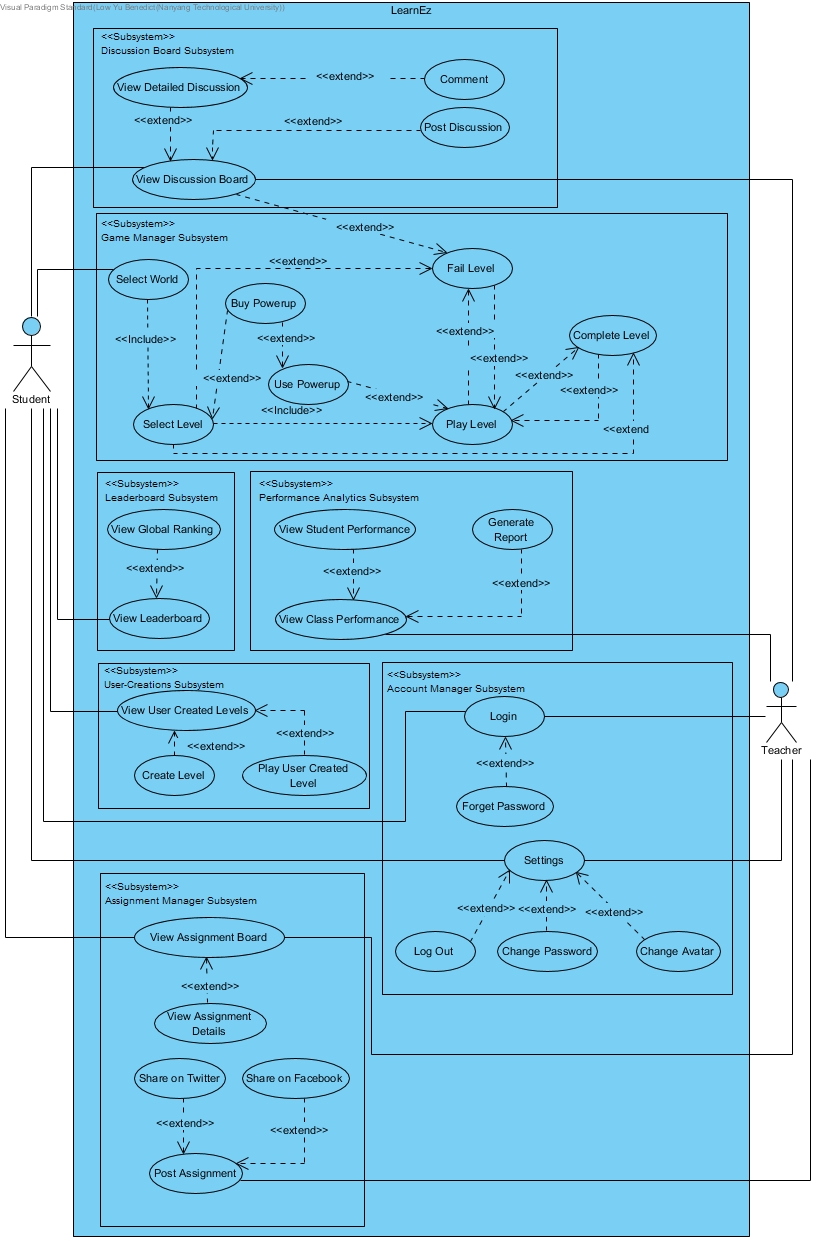 Visual Paradigm Standard(Low Yu Benedict(Nanyang Technological University))
LearnEz
<<Subsystem>>
Discussion Board Subsystem
View Detailed Discussion
<<extend>>
Comment
<<extend>>
<<extend>>
Post Discussion
View Discussion Board
<<extend>>
<<Subsystem>>
Game Manager Subsystem
<<extend>>
Fail Level
Select World
Buy Powerup
<<Include>>
<<extend>>
<<extend>>
Complete Level
<<extend>>
<<extend>>
<<extend>>
Use Powerup
<<extend>>
<<extend>>
<<Include>>
Select Level
Play Level
<<extend
Student
<<Subsystem>>
Leaderboard Subsystem
View Global Ranking
<<extend>>
View Leaderboard
<<Subsystem>>
Performance Analytics Subsystem
View Student Performance
Generate
Report
<<extend>>
<<extend>>
View Class Performance
<<Subsystem>>
User-Creations Subsystem
View User Created Levels
<<extend>>
<<extend>>
Create Level
Play User Created
Level
<<Subsystem>>
Account Manager Subsystem
Login
<<extend>>
Forget Password
Settings
<<extend>>
<<extend>>
<<extend>>
Log Out
Change Password
Change Avatar
Teacher
<<Subsystem>>
Assignment Manager Subsystem
View Assignment Board
<<extend>>
View Assignment
Details
Share on Twitter
Share on Facebook
<<extend>>
<<extend>>
Post Assignment